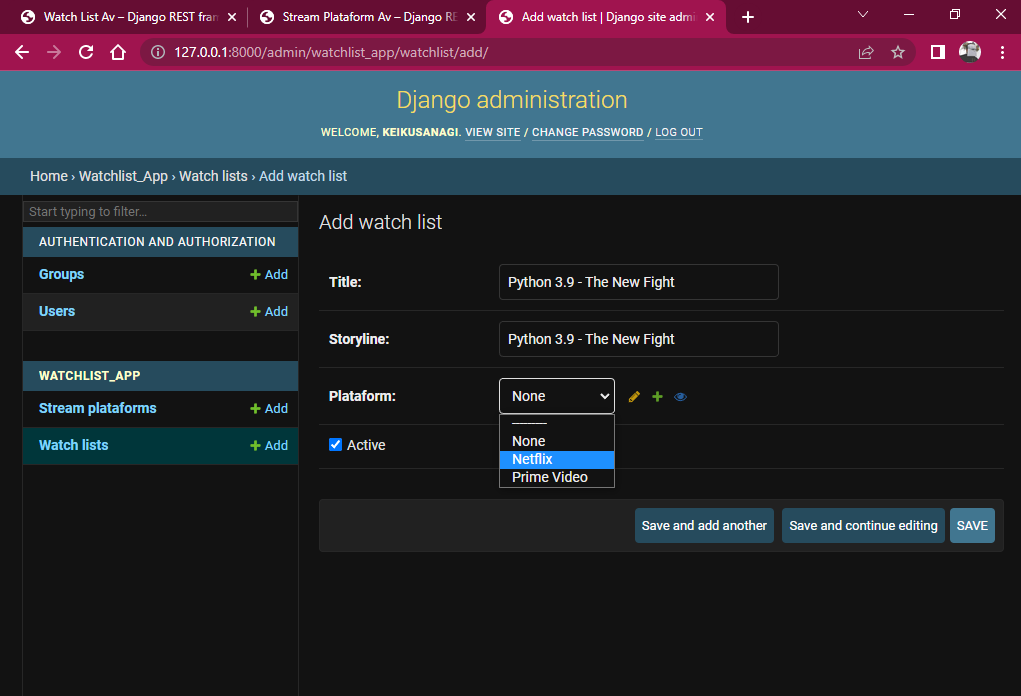 Watch List Av – Django REST fran
Stream Plataform Av – Django RE
Add watch list | Django site admi
127.0.0.1:8000/admin/watchlist_app/watchlist/add/
Django administration
WELCOME, KEIKUSANAGI. VIEW SITE / CHANGE PASSWORD / LOG OUT
Home › Watchlist_App › Watch lists › Add watch list
Start typing to filter...
AUTHENTICATION AND AUTHORIZATION
Groups + Add
Users + Add
WATCHLIST_APP
Stream plataforms + Add
Watch lists + Add
Add watch list
Title: Python 3.9 - The New Fight
Storyline: Python 3.9 - The New Fight
Plataform: None
---------
None
Netflix
Prime Video
Active
Save and add another Save and continue editing SAVE